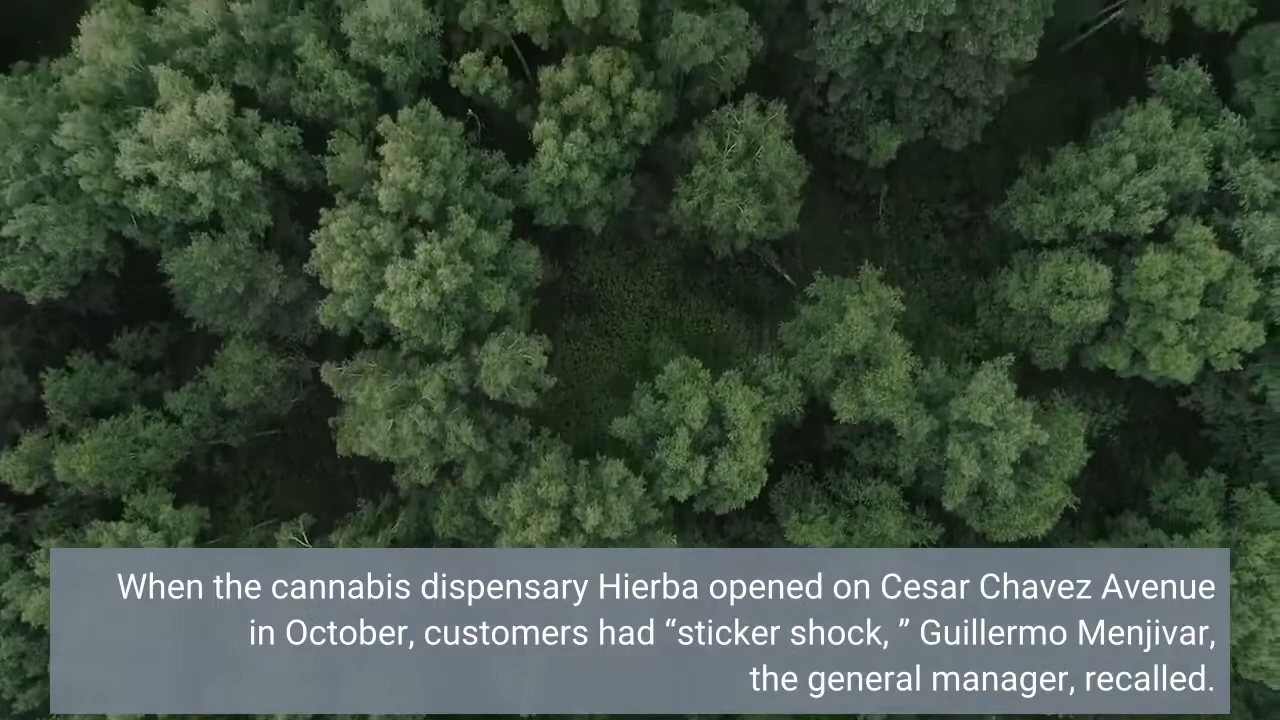 When the cannabis dispensary Hierba opened on Cesar Chavez Avenue
in October, customers had “sticker shock, ” Guillermo Menjivar,
the general manager, recalled.